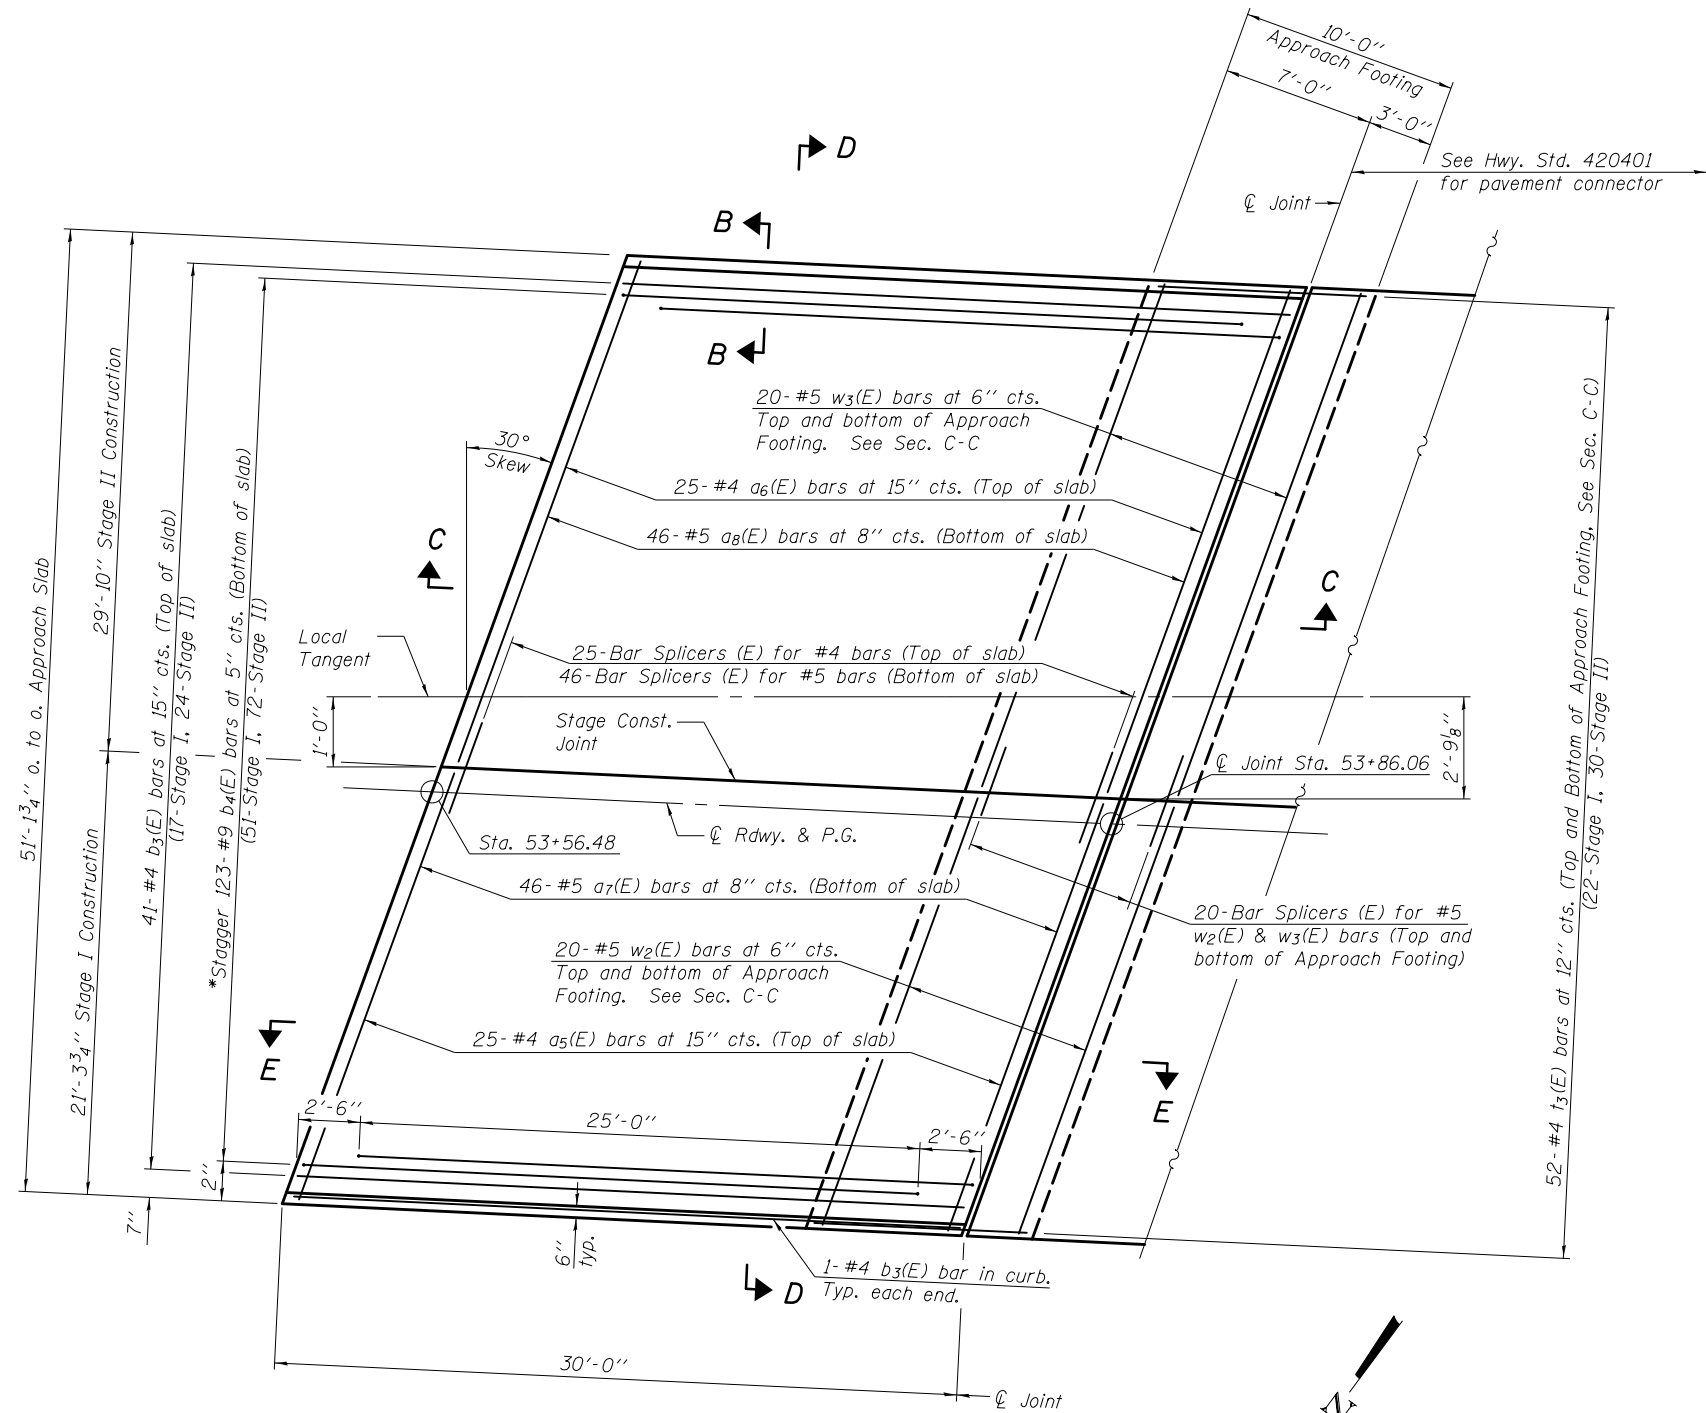 10'-0"
Approach Footing
7'-0"
3'-0"
See Hwy. Std. 420401
for pavement connector
℄ Joint
D
B
B
20-#5 w3(E) bars at 6" cts.
Top and bottom of Approach
Footing. See Sec. C-C
30°
Skew
25-#4 a6(E) bars at 15" cts. (Top of slab)
46-#5 a8(E) bars at 8" cts. (Bottom of slab)
C
C
Local
Tangent
25-Bar Splicers (E) for #4 bars (Top of slab)
46-Bar Splicers (E) for #5 bars (Bottom of slab)
1'-0"
Stage Const.
Joint
2'-9⅛"
℄ Joint Sta. 53+86.06
℄ Rdwy. & P.G.
Sta. 53+56.48
46-#5 a7(E) bars at 8" cts. (Bottom of slab)
20-Bar Splicers (E) for #5
w2(E) & w3(E) bars (Top and
bottom of Approach Footing)
20-#5 w2(E) bars at 6" cts.
Top and bottom of Approach
Footing. See Sec. C-C
25-#4 a5(E) bars at 15" cts. (Top of slab)
E
E
2'-6"
25'-0"
2'-6"
51'-1¾" o. to o. Approach Slab
29'-10" Stage II Construction
21'-3¾" Stage I Construction
41-#4 b3(E) bars at 15" cts. (Top of slab)
(17-Stage I, 24-Stage II)
*Stagger 123-#9 b4(E) bars at 5" cts. (Bottom of slab)
(51-Stage I, 72-Stage II)
52-#4 t3(E) bars at 12" cts. (Top and Bottom of Approach Footing, See Sec. C-C)
(22-Stage I, 30-Stage II)
2"
7"
6"
typ.
1-#4 b3(E) bar in curb.
Typ. each end.
D
30'-0"
℄ Joint
N